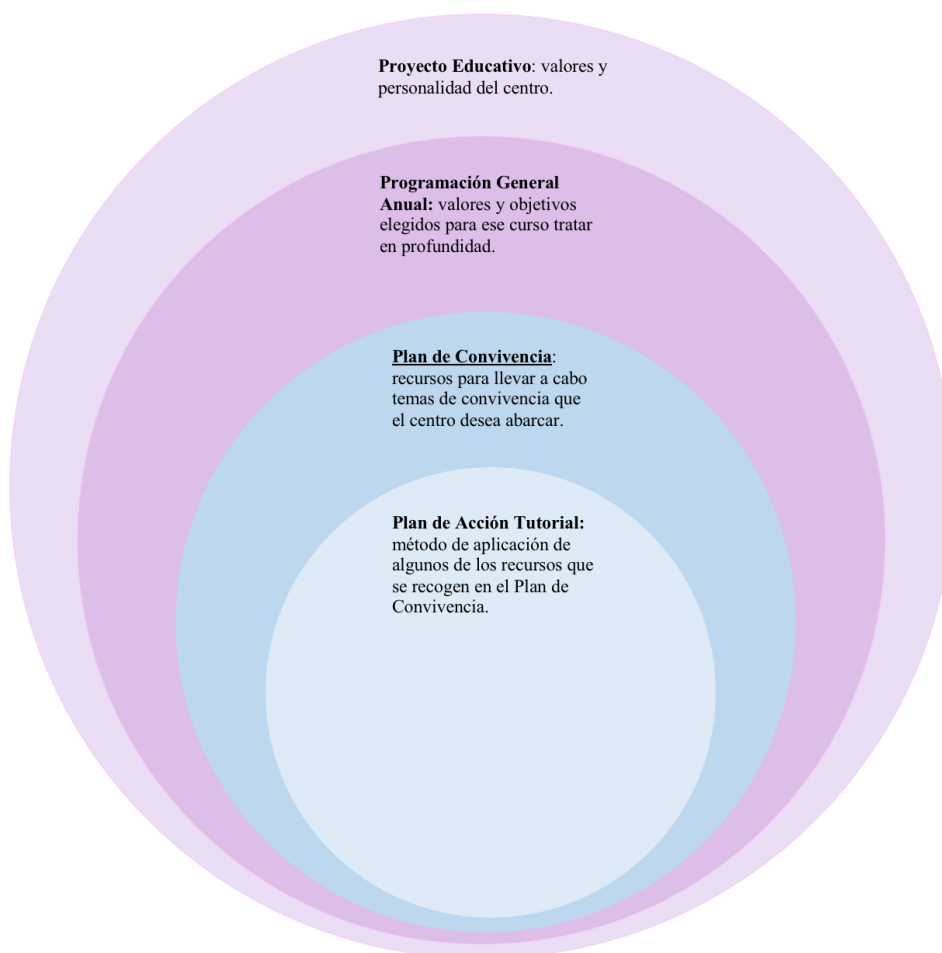 Proyecto Educativo: valores y
personalidad del centro.
Programación General
Anual: valores y objetivos
elegidos para ese curso tratar
en profundidad.
Plan de Convivencia:
recursos para llevar a cabo
temas de convivencia que
el centro desea abarcar.
Plan de Acción Tutorial:
método de aplicación de
algunos de los recursos que
se recogen en el Plan de
Convivencia.